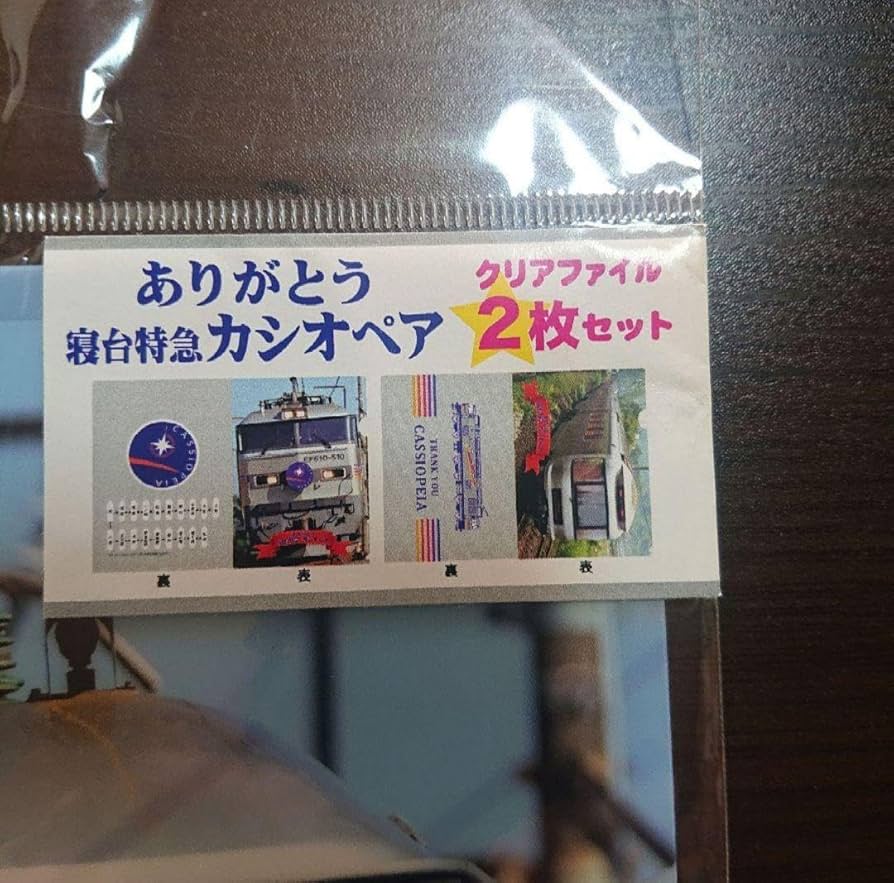 ありがとう
寝台特急カシオペア
クリアファイル
2枚セット
CASSIOPEIA
EF510-510
THANK YOU
CASSIOPEIA
裏
表
裏
表